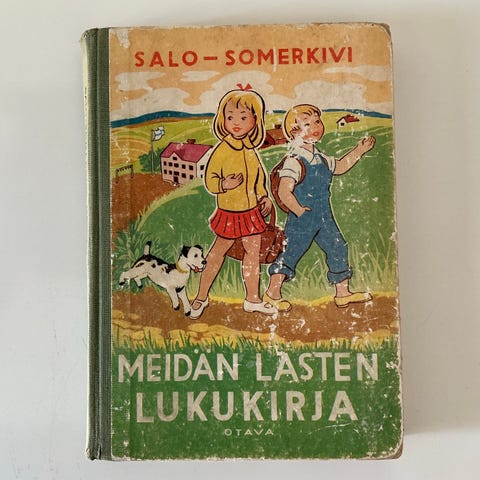 SALO – SOMERKIVI
MEIDÄN LASTEN
LUKUKIRJA
OTAVA